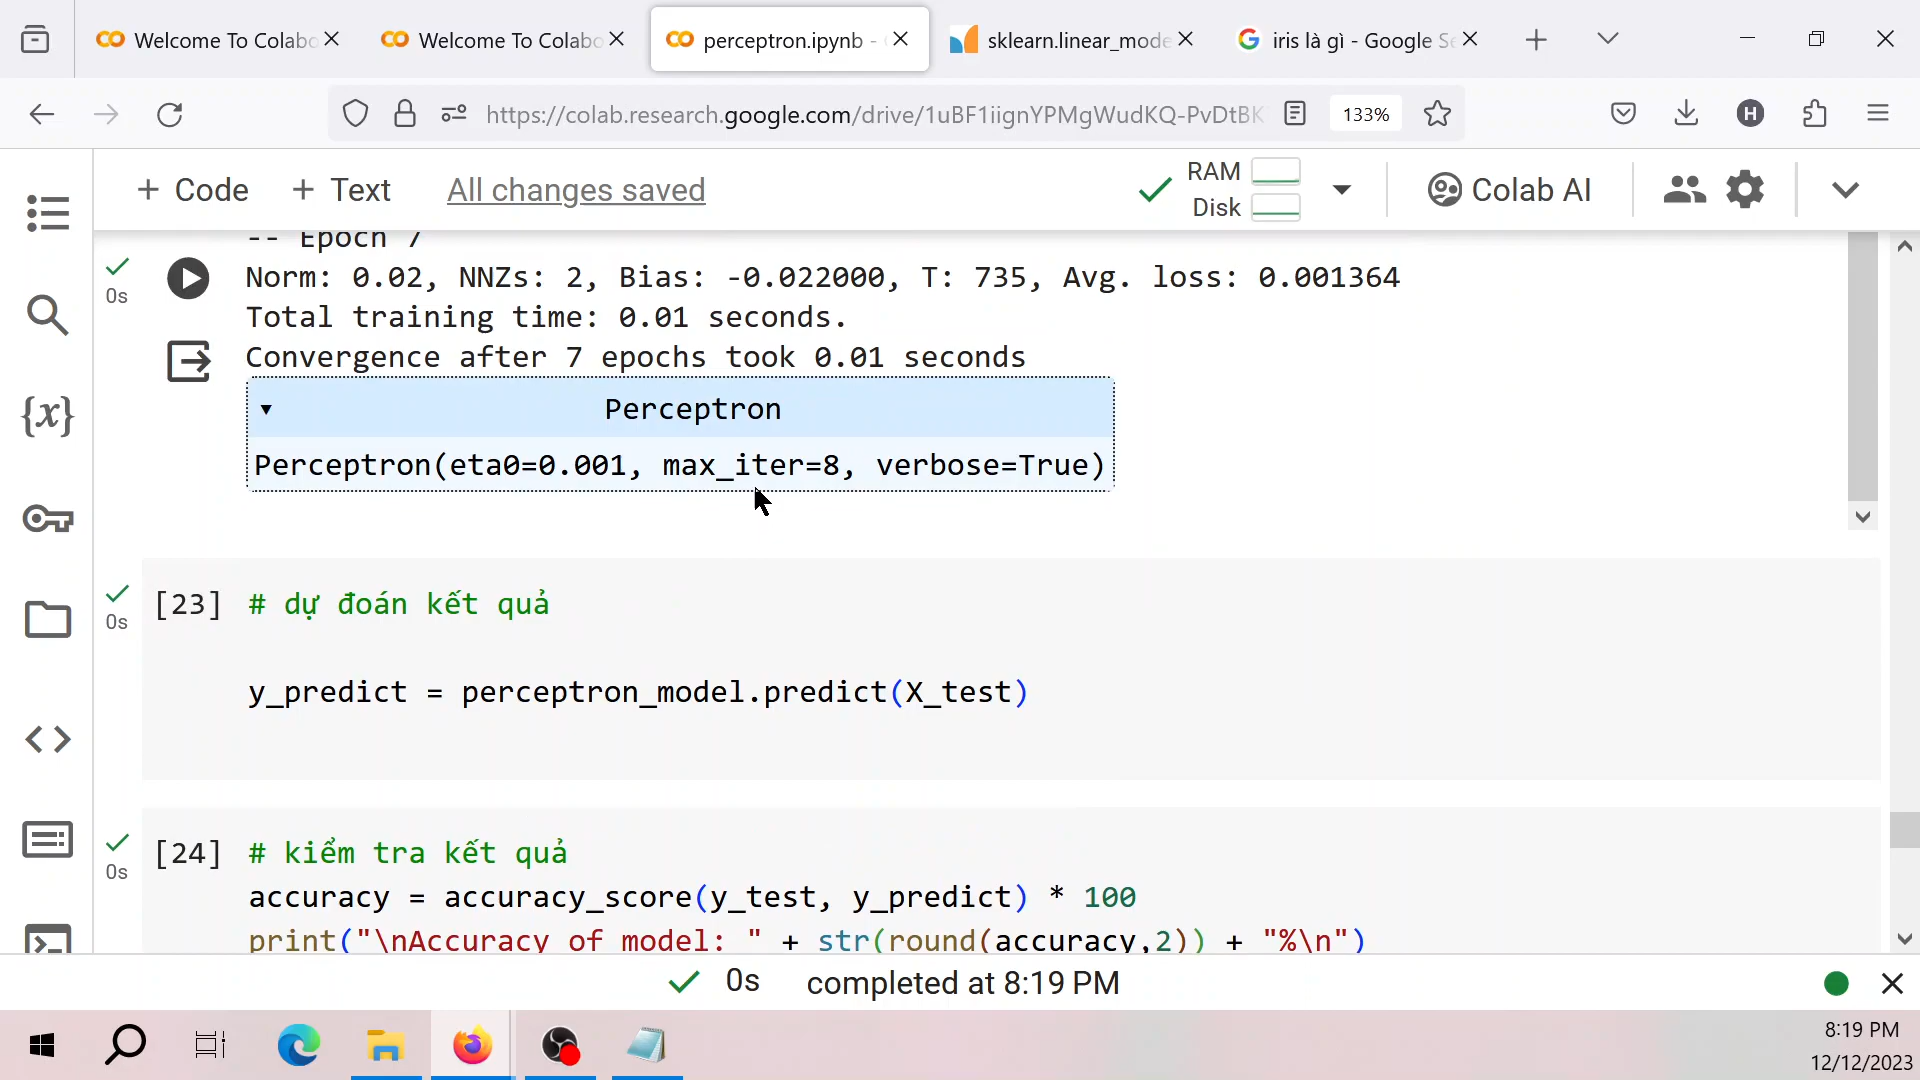 Welcome To Colabo
Welcome To Colabo
perceptron.ipynb -
sklearn.linear_mode
iris là gì - Google Se
https://colab.research.google.com/drive/1uBF1iignYPMgWudKQ-PvDtBK
133%
H
+ Code
+ Text
All changes saved
RAM
Disk
Colab AI
-- Epoch 7
0s
Norm: 0.02, NNZs: 2, Bias: -0.022000, T: 735, Avg. loss: 0.001364
Total training time: 0.01 seconds.
Convergence after 7 epochs took 0.01 seconds
Perceptron
Perceptron(eta0=0.001, max_iter=8, verbose=True)
{x}
0s
[23] # dự đoán kết quả
y_predict = perceptron_model.predict(X_test)
0s
[24] # kiểm tra kết quả
accuracy = accuracy_score(y_test, y_predict) * 100
print("\nAccuracy of model: " + str(round(accuracy,2)) + "%\n")
0s completed at 8:19 PM
8:19 PM
12/12/2023